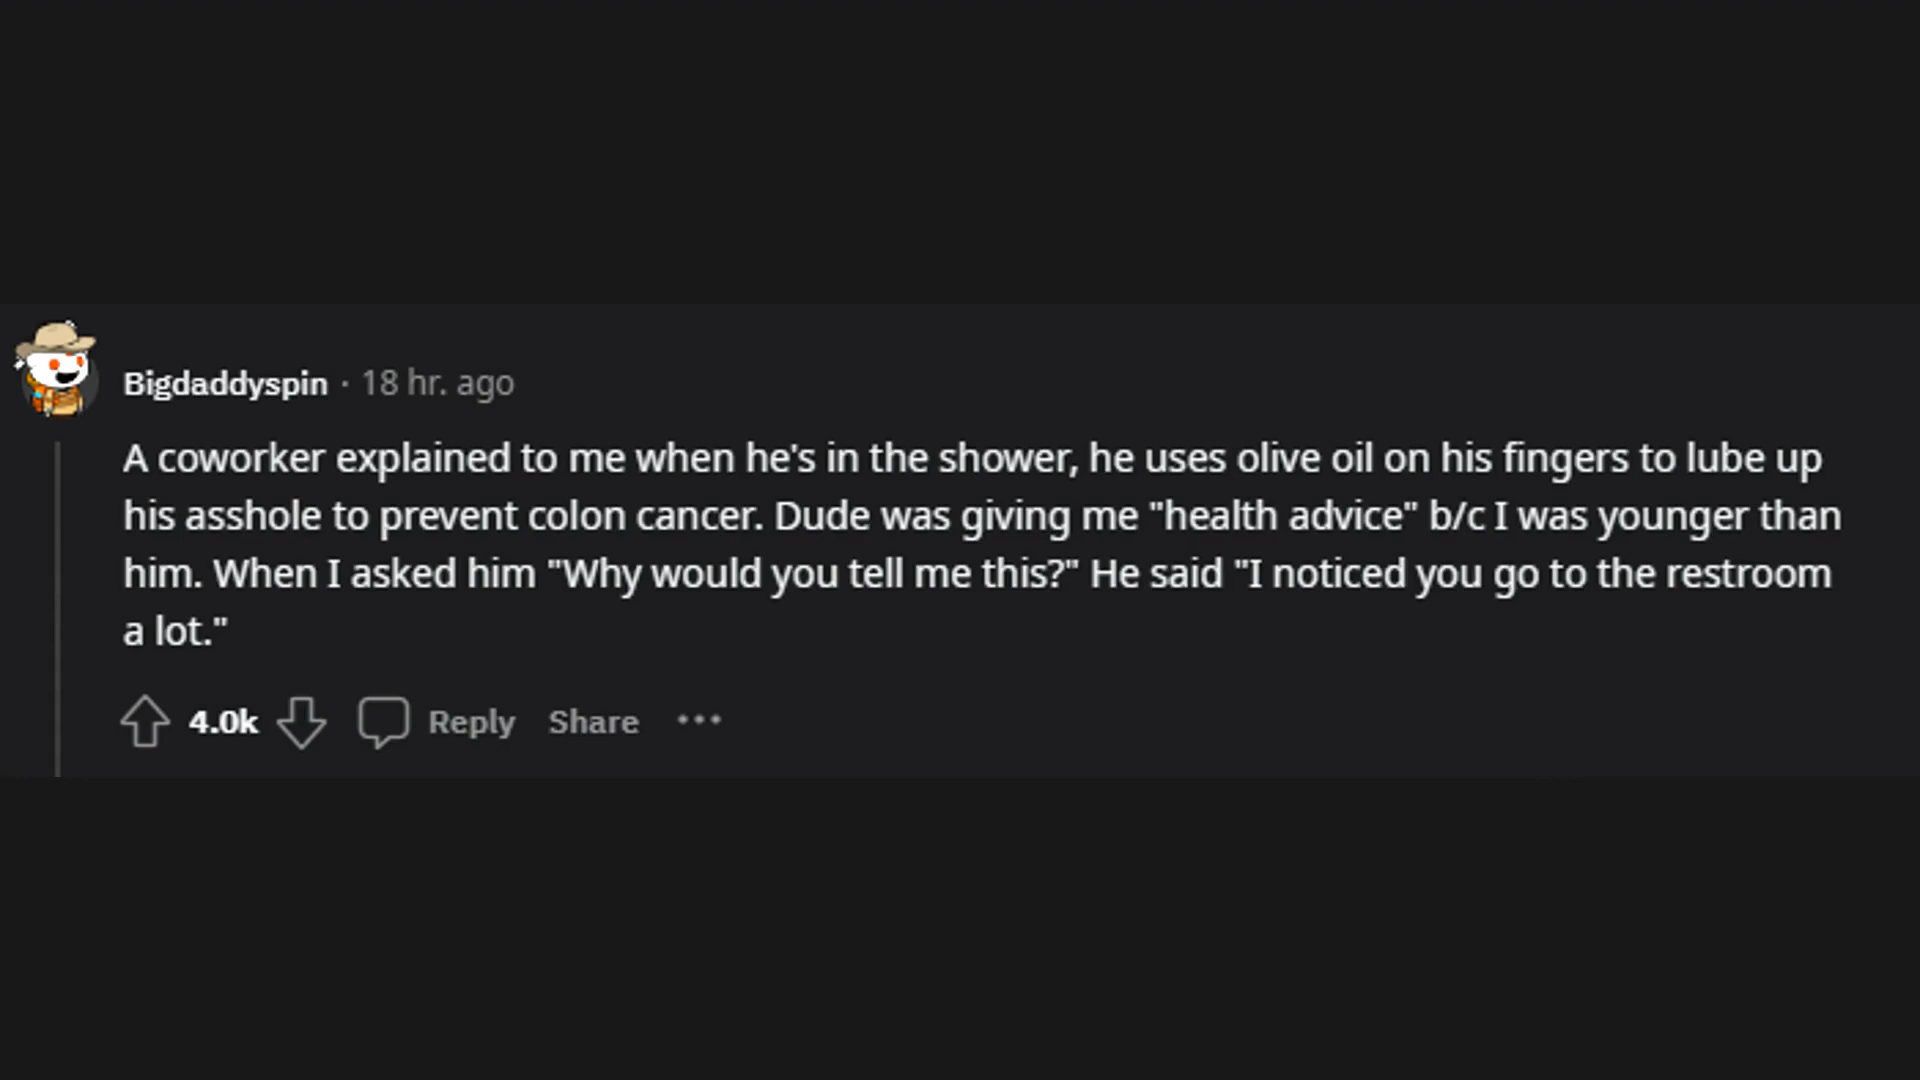 Bigdaddyspin · 18 hr. ago
A coworker explained to me when he's in the shower, he uses olive oil on his fingers to lube up
his asshole to prevent colon cancer. Dude was giving me "health advice" b/c I was younger than
him. When I asked him "Why would you tell me this?" He said "I noticed you go to the restroom
a lot."
4.0k Reply Share ···